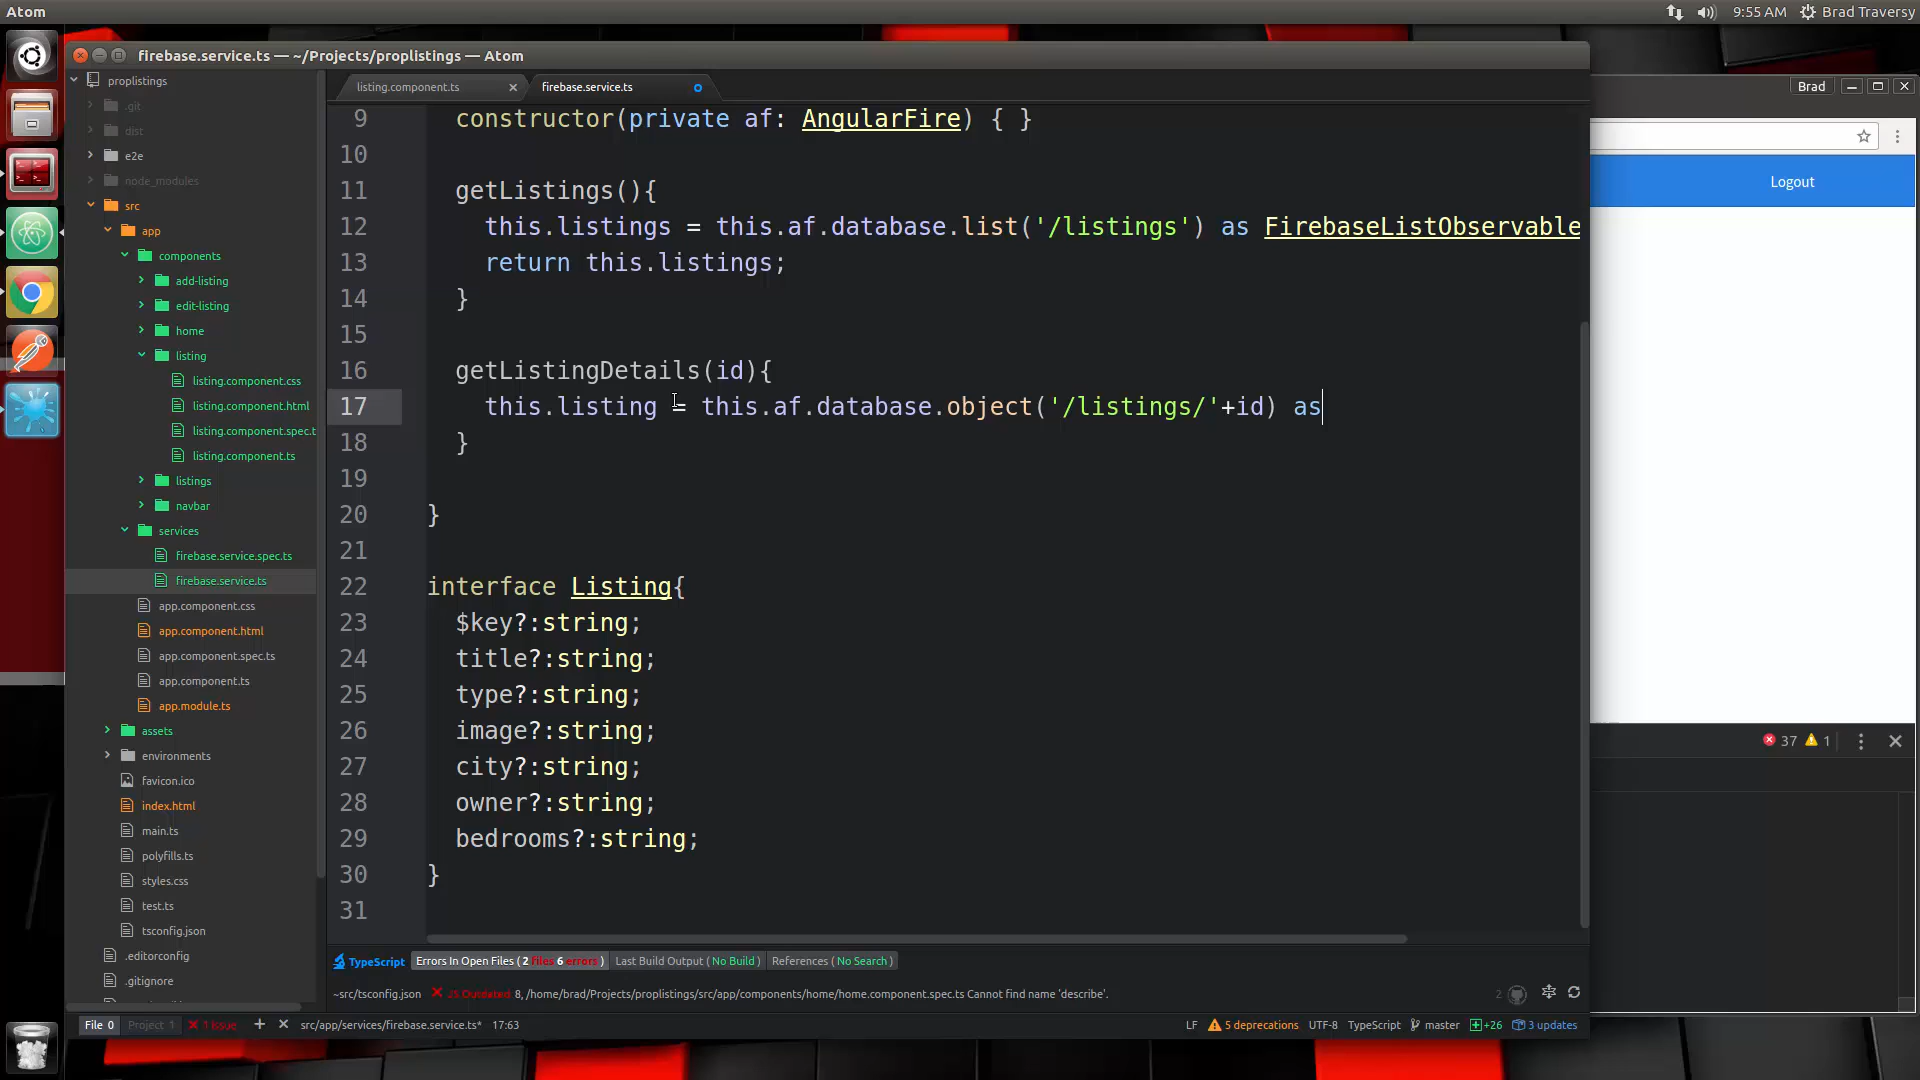 Atom
9:55 AM
Brad Traversy
firebase.service.ts — ~/Projects/proplistings — Atom
Brad
Logout
37
1
proplistings
.git
dist
e2e
node_modules
src
app
components
add-listing
edit-listing
home
listing
listing.component.css
listing.component.html
listing.component.spec.t
listing.component.ts
listings
navbar
services
firebase.service.spec.ts
firebase.service.ts
app.component.css
app.component.html
app.component.spec.ts
app.component.ts
app.module.ts
assets
environments
favicon.ico
index.html
main.ts
polyfills.ts
styles.css
test.ts
tsconfig.json
.editorconfig
.gitignore
listing.component.ts
firebase.service.ts
9 constructor(private af: AngularFire) { }
10
11 getListings(){
12 this.listings = this.af.database.list('/listings') as FirebaseListObservable
13 return this.listings;
14 }
15
16 getListingDetails(id){
17 this.listing = this.af.database.object('/listings/'+id) as
18 }
19
20 }
21
22 interface Listing{
23 $key?:string;
24 title?:string;
25 type?:string;
26 image?:string;
27 city?:string;
28 owner?:string;
29 bedrooms?:string;
30 }
31
TypeScript Errors In Open Files ( 2 files 6 errors ) Last Build Output ( No Build ) References ( No Search )
~src/tsconfig.json JS Outdated 8, /home/brad/Projects/proplistings/src/app/components/home/home.component.spec.ts Cannot find name 'describe'. 2
File 0 Project 1 1 Issue + src/app/services/firebase.service.ts* 17:63 LF 5 deprecations UTF-8 TypeScript master +26 3 updates